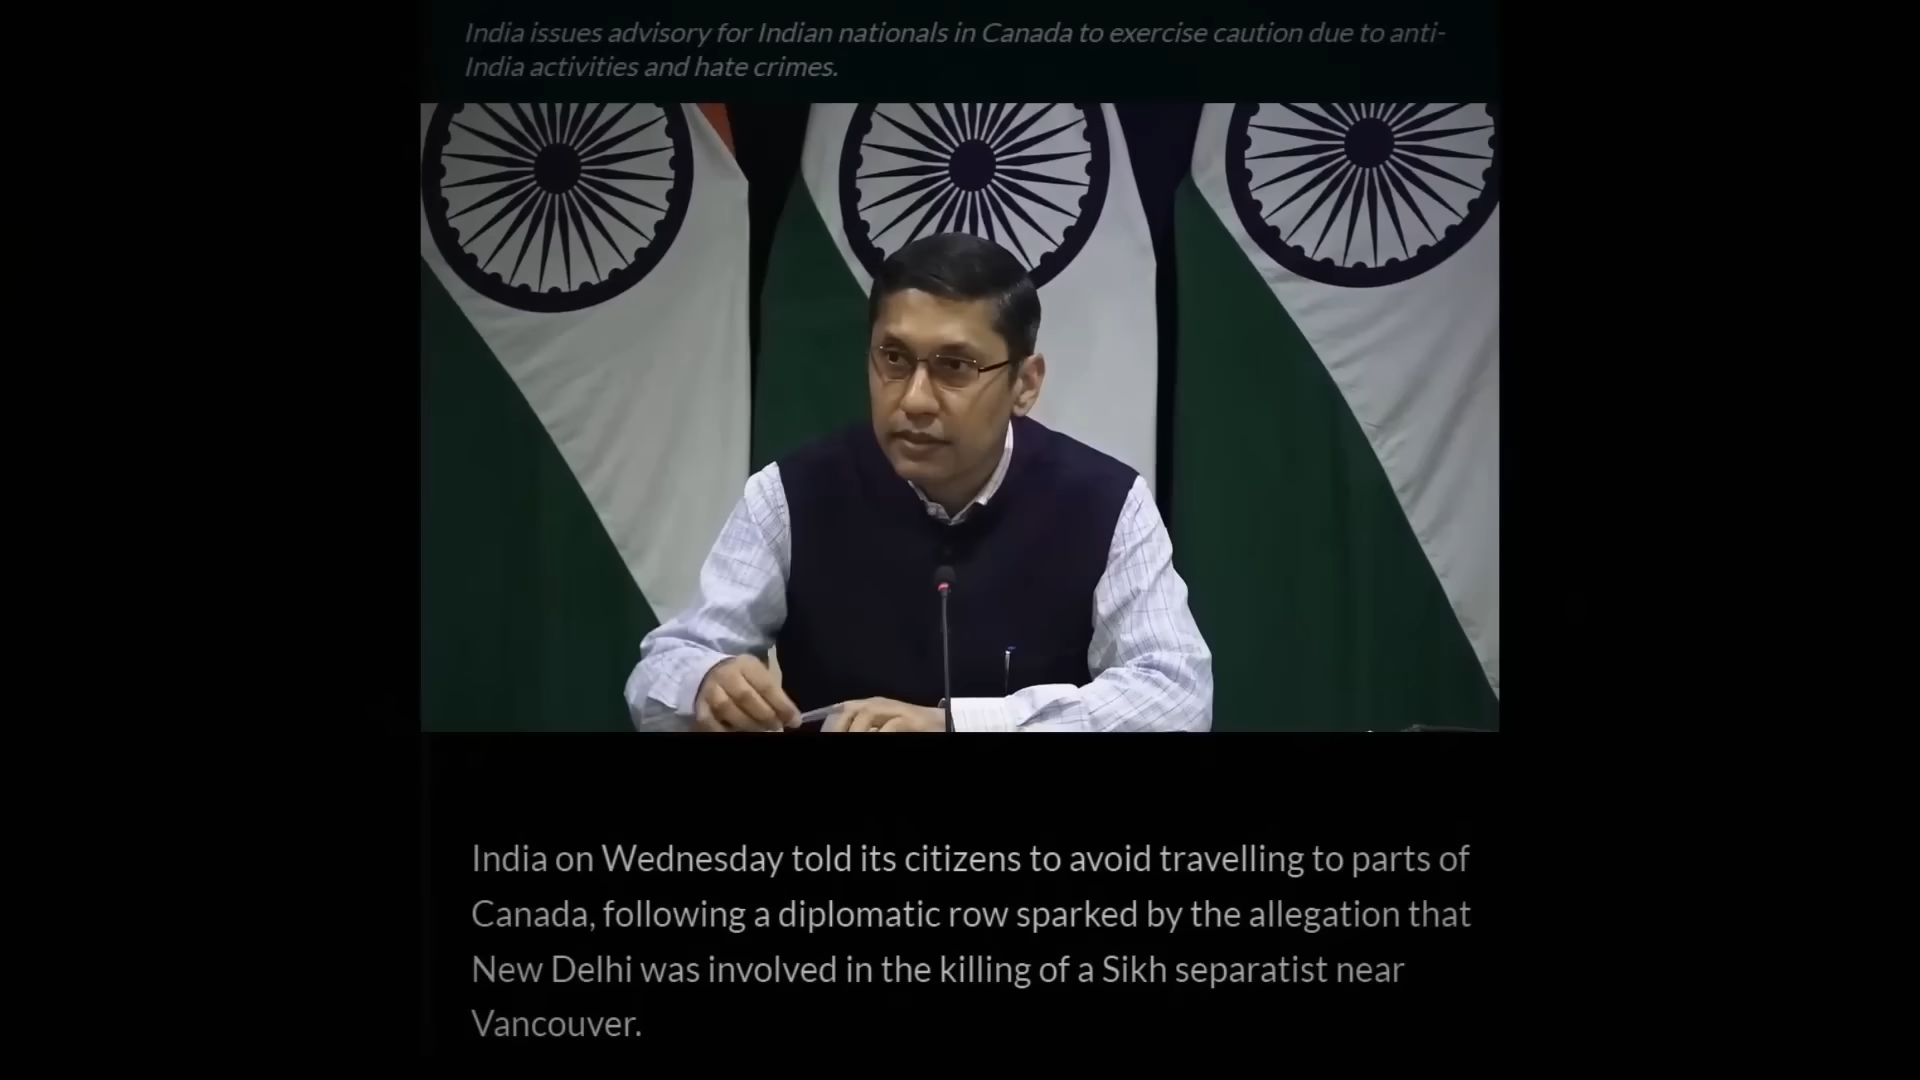 India issues advisory for Indian nationals in Canada to exercise caution due to anti-
India activities and hate crimes.
India on Wednesday told its citizens to avoid travelling to parts of
Canada, following a diplomatic row sparked by the allegation that
New Delhi was involved in the killing of a Sikh separatist near
Vancouver.